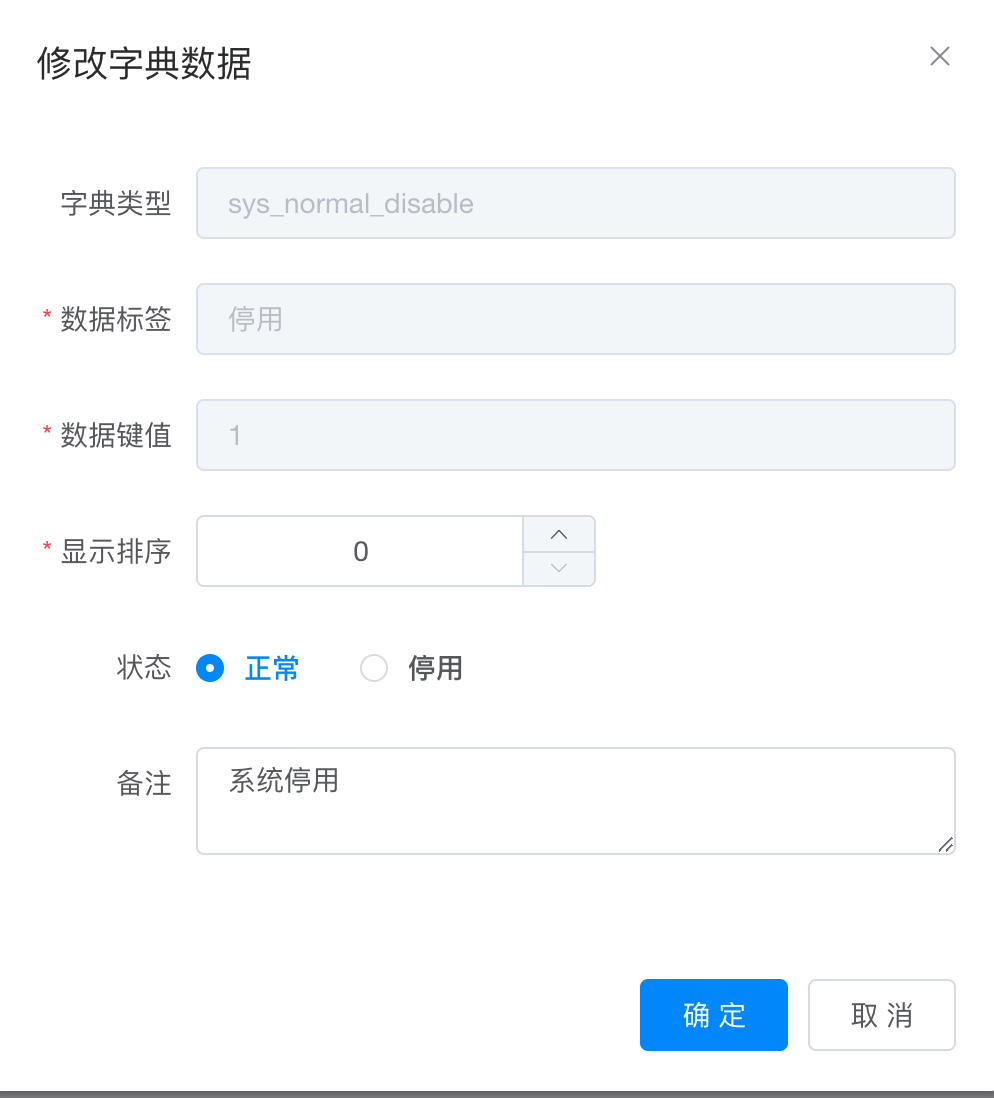 修改字典数据
字典类型 sys_normal_disable
* 数据标签 停用
* 数据键值 1
* 显示排序 0
状态 正常 停用
备注 系统停用
确 定 取 消